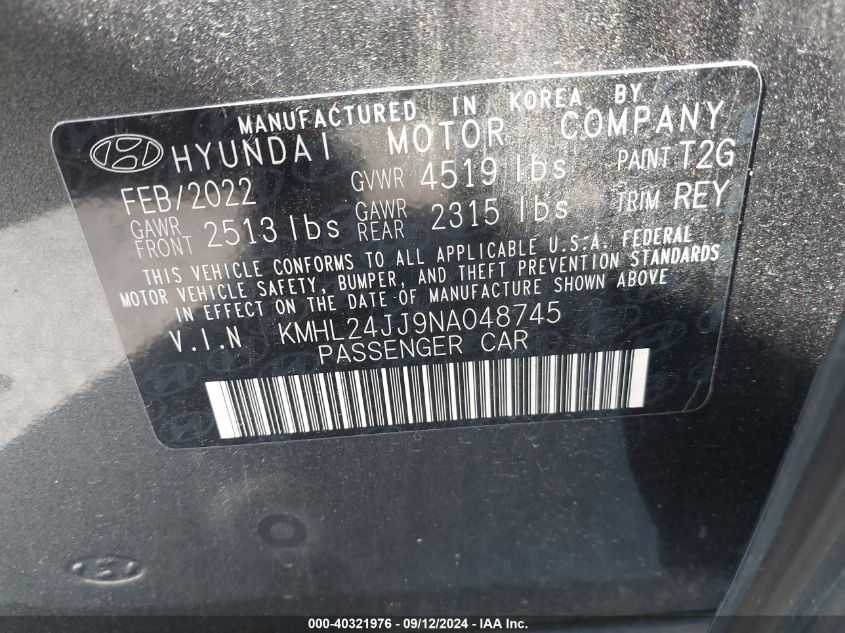 MANUFACTURED IN KOREA BY
HYUNDAI MOTOR COMPANY
FEB/2022 GVWR 4519 lbs PAINT T2G
GAWR FRONT 2513 lbs GAWR REAR 2315 lbs TRIM REY
THIS VEHICLE CONFORMS TO ALL APPLICABLE U.S.A. FEDERAL
MOTOR VEHICLE SAFETY, BUMPER, AND THEFT PREVENTION STANDARDS
IN EFFECT ON THE DATE OF MANUFACTURE SHOWN ABOVE
V.I.N KMHL24JJ9NA048745
PASSENGER CAR
000-40321976 - 09/12/2024 - IAA Inc.